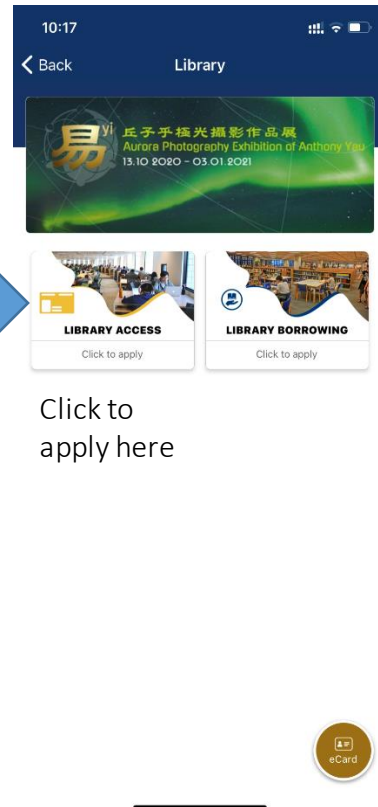 10:17
Back
Library
易 yi
丘子乎極光攝影作品展
Aurora Photography Exhibition of Anthony Yau
13.10 2020 - 03.01.2021
LIBRARY ACCESS
LIBRARY BORROWING
Click to apply
Click to apply
Click to
apply here
eCard